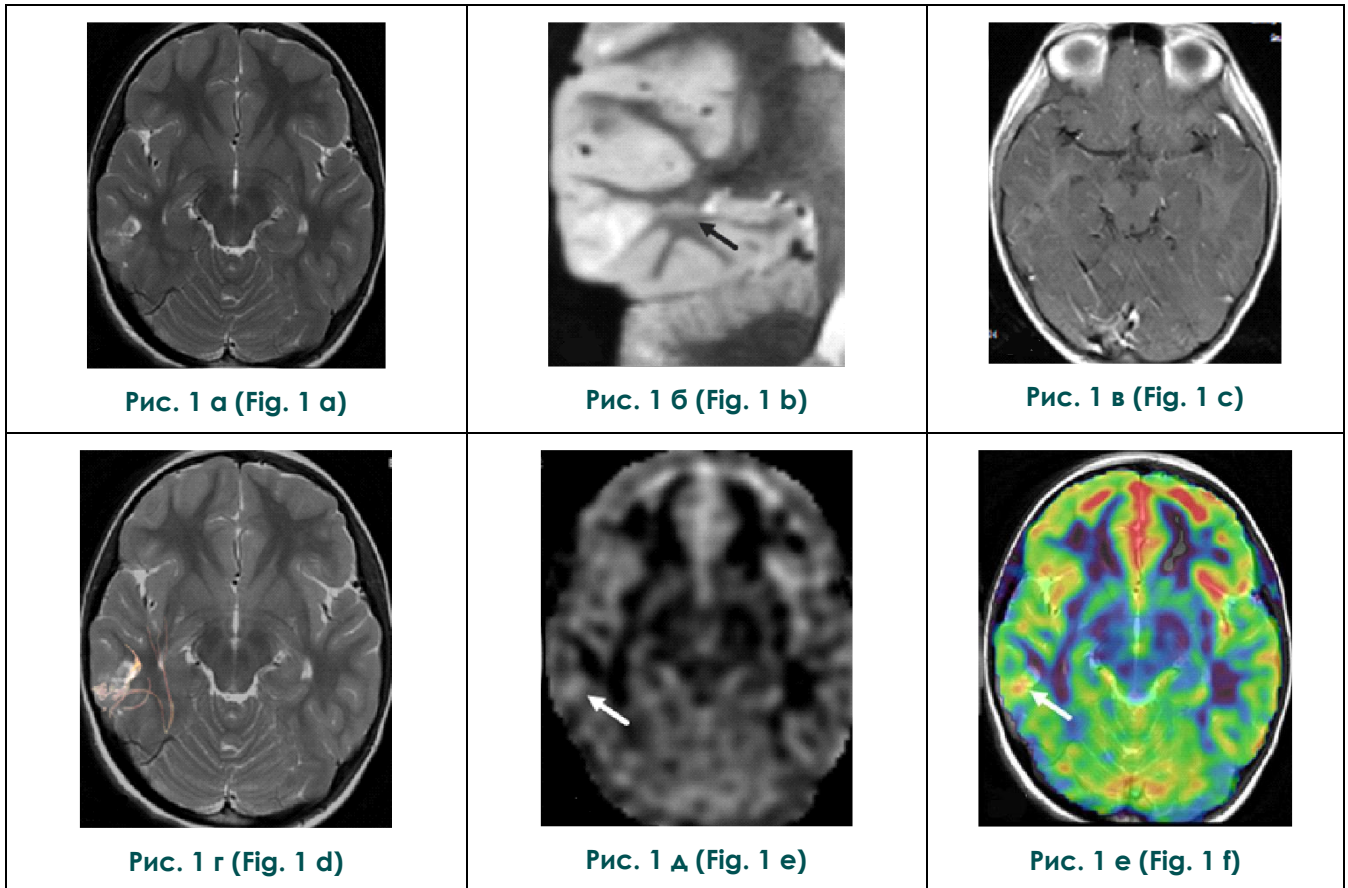 Рис. 1 а (Fig. 1 a)
Рис. 1 б (Fig. 1 b)
Рис. 1 в (Fig. 1 c)
Рис. 1 г (Fig. 1 d)
Рис. 1 д (Fig. 1 e)
Рис. 1 е (Fig. 1 f)